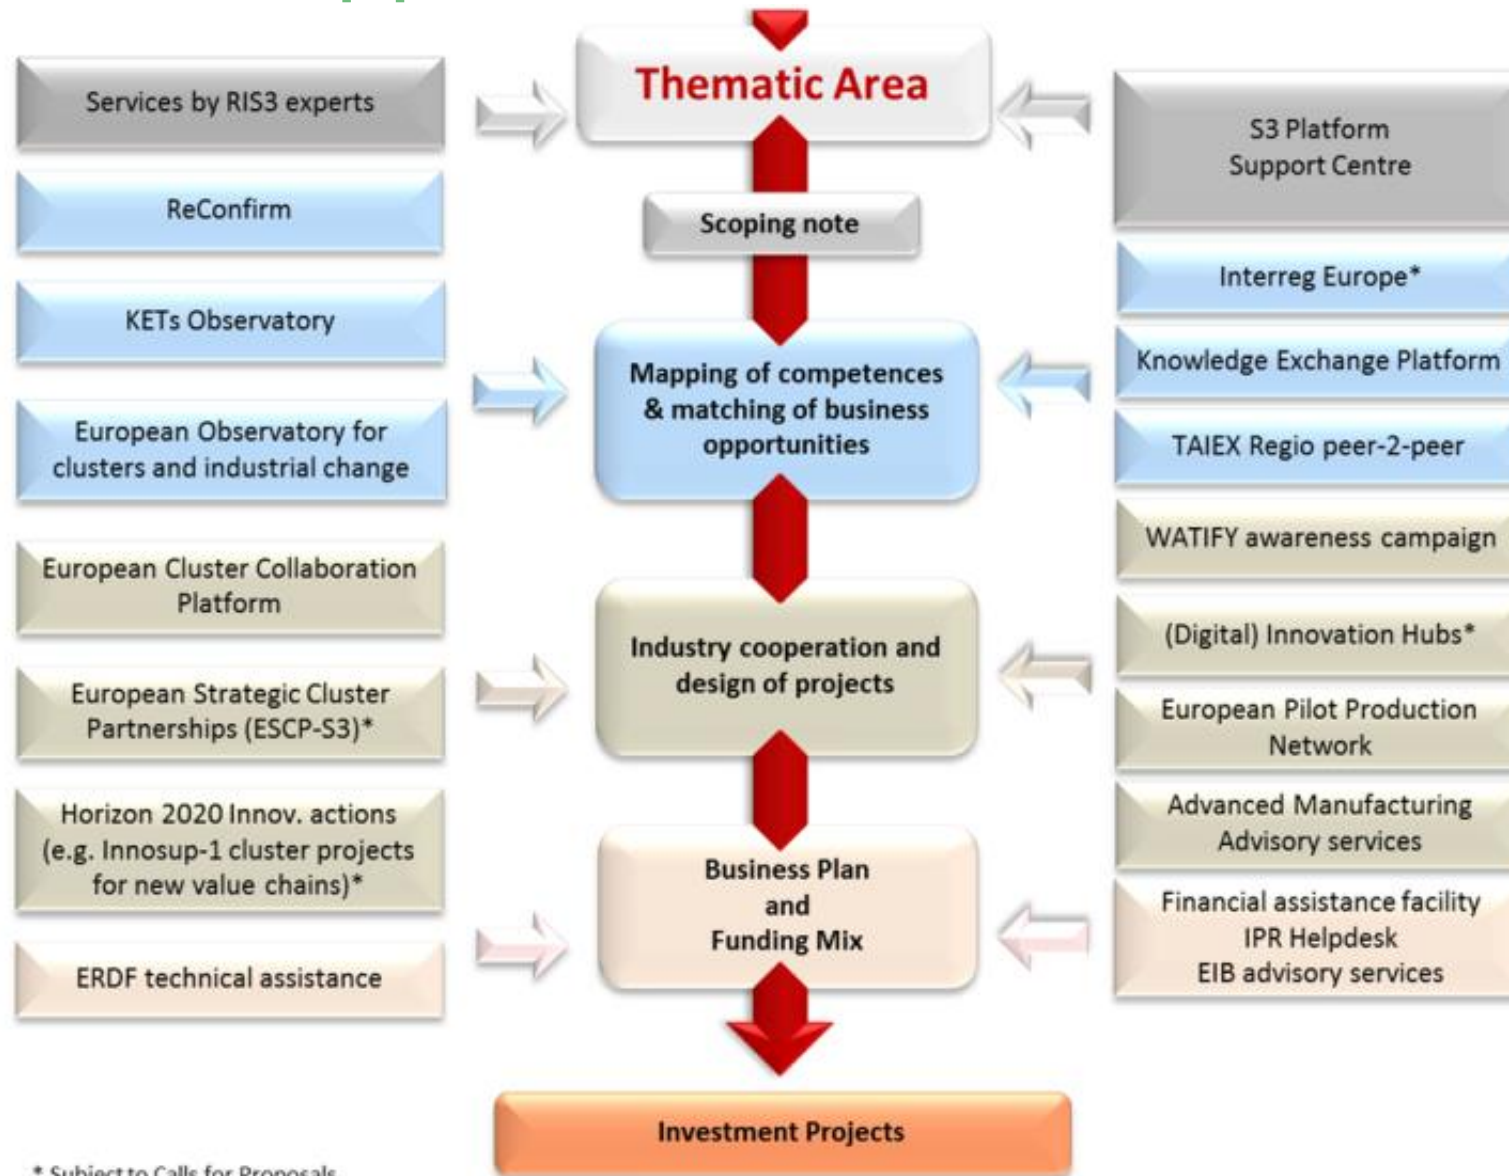 Thematic Area
Services by RIS3 experts
ReConfirm
KETs Observatory
European Observatory for
clusters and industrial change
European Cluster Collaboration
Platform
European Strategic Cluster
Partnerships (ESCP-S3)*
Horizon 2020 Innov. actions
(e.g. Innosup-1 cluster projects
for new value chains)*
ERDF technical assistance
Scoping note
Mapping of competences
& matching of business
opportunities
Industry cooperation and
design of projects
Business Plan
and
Funding Mix
Investment Projects
S3 Platform
Support Centre
Interreg Europe*
Knowledge Exchange Platform
TAIEX Regio peer-2-peer
WATIFY awareness campaign
(Digital) Innovation Hubs*
European Pilot Production
Network
Advanced Manufacturing
Advisory services
Financial assistance facility
IPR Helpdesk
EIB advisory services
* Subject to Calls for Proposals